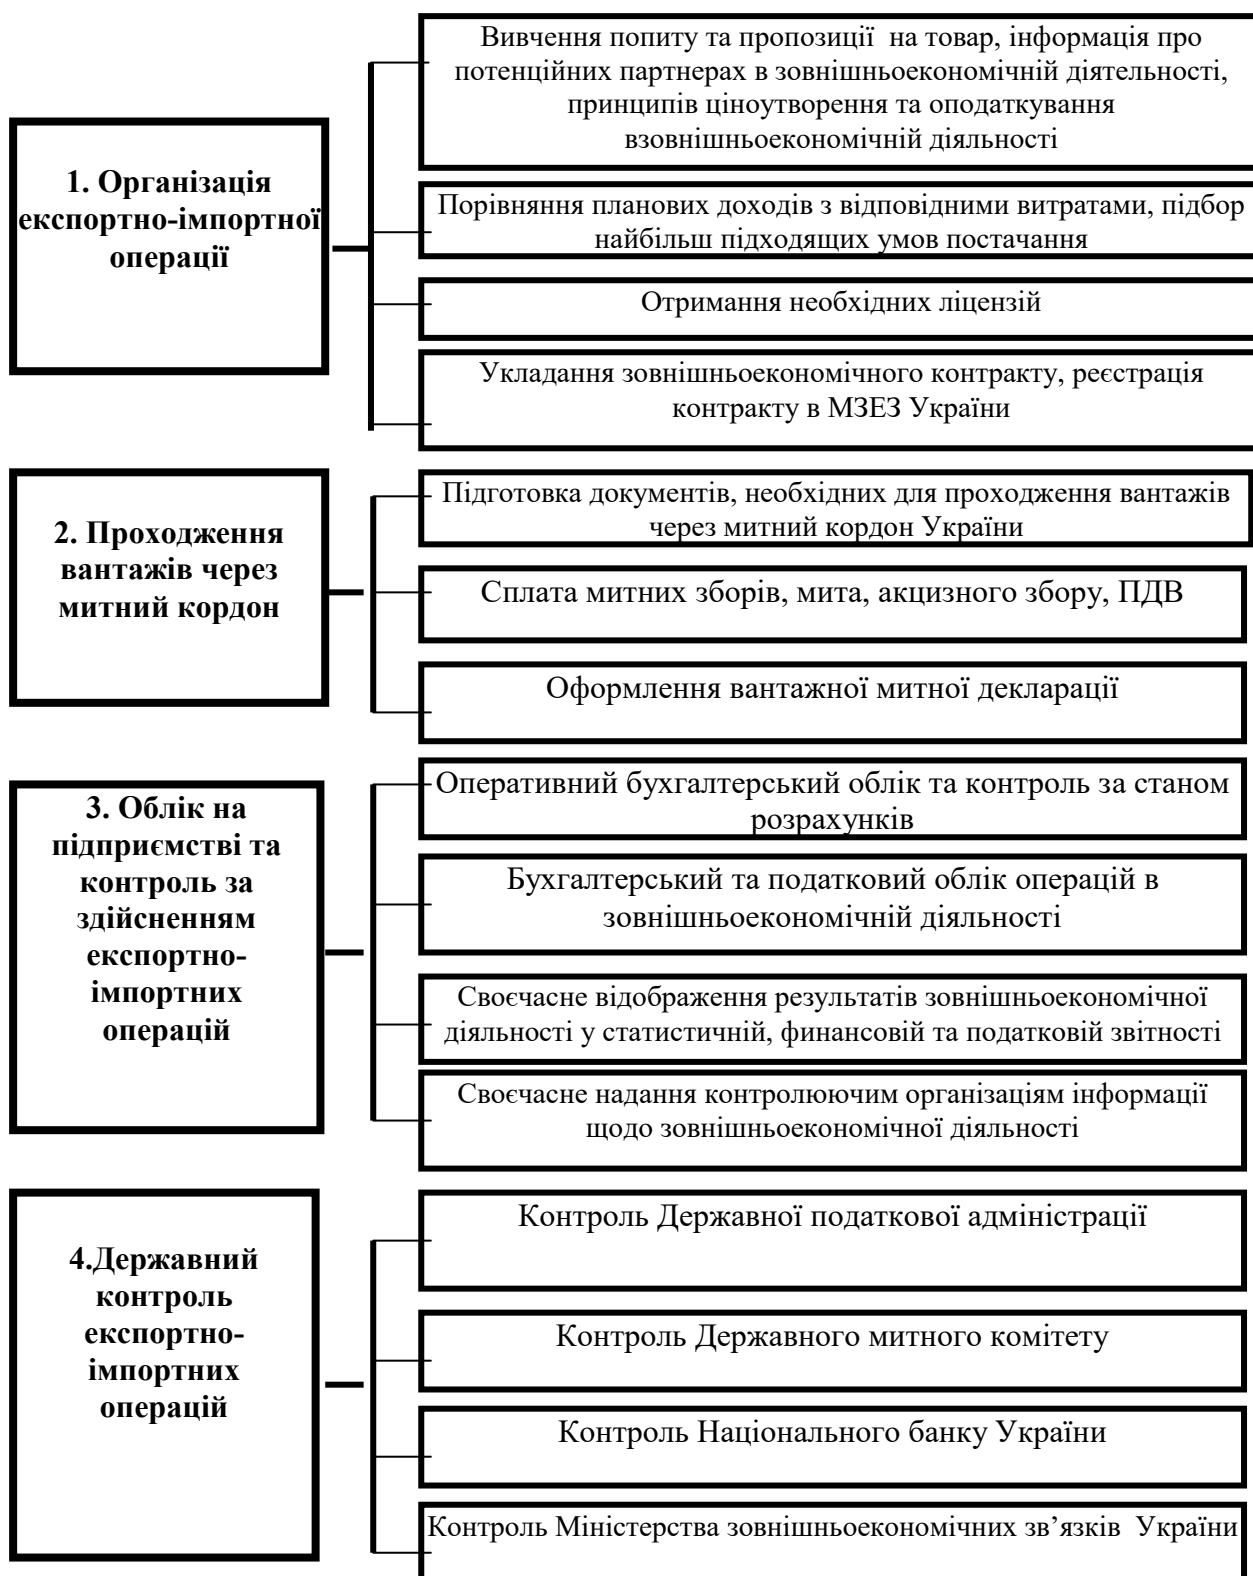 1. Організація
експортно-імпортної
операції
Вивчення попиту та пропозиції на товар, інформація про
потенційних партнерах в зовнішньоекономічній діятельності,
принципів ціноутворення та оподаткування
взовнішньоекономічній діяльності
Порівняння планових доходів з відповідними витратами, підбор
найбільш підходящих умов постачання
Отримання необхідних ліцензій
Укладання зовнішньоекономічного контракту, реєстрація
контракту в МЗЕЗ України
2. Проходження
вантажів через
митний кордон
Підготовка документів, необхідних для проходження вантажів
через митний кордон України
Сплата митних зборів, мита, акцизного збору, ПДВ
Оформлення вантажної митної декларації
3. Облік на
підприємстві та
контроль за
здійсненням
експортно-
імпортних
операцій
Оперативний бухгалтерський облік та контроль за станом
розрахунків
Бухгалтерський та податковий облік операцій в
зовнішньоекономічній діяльності
Своєчасне відображення результатів зовнішньоекономічної
діяльності у статистичній, финансовій та податковій звітності
Своєчасне надання контролюючим організаціям інформації
щодо зовнішньоекономічної діяльності
4.Державний
контроль
експортно-
імпортних
операцій
Контроль Державної податкової адміністрації
Контроль Державного митного комітету
Контроль Національного банку України
Контроль Міністерства зовнішньоекономічних зв’язків України